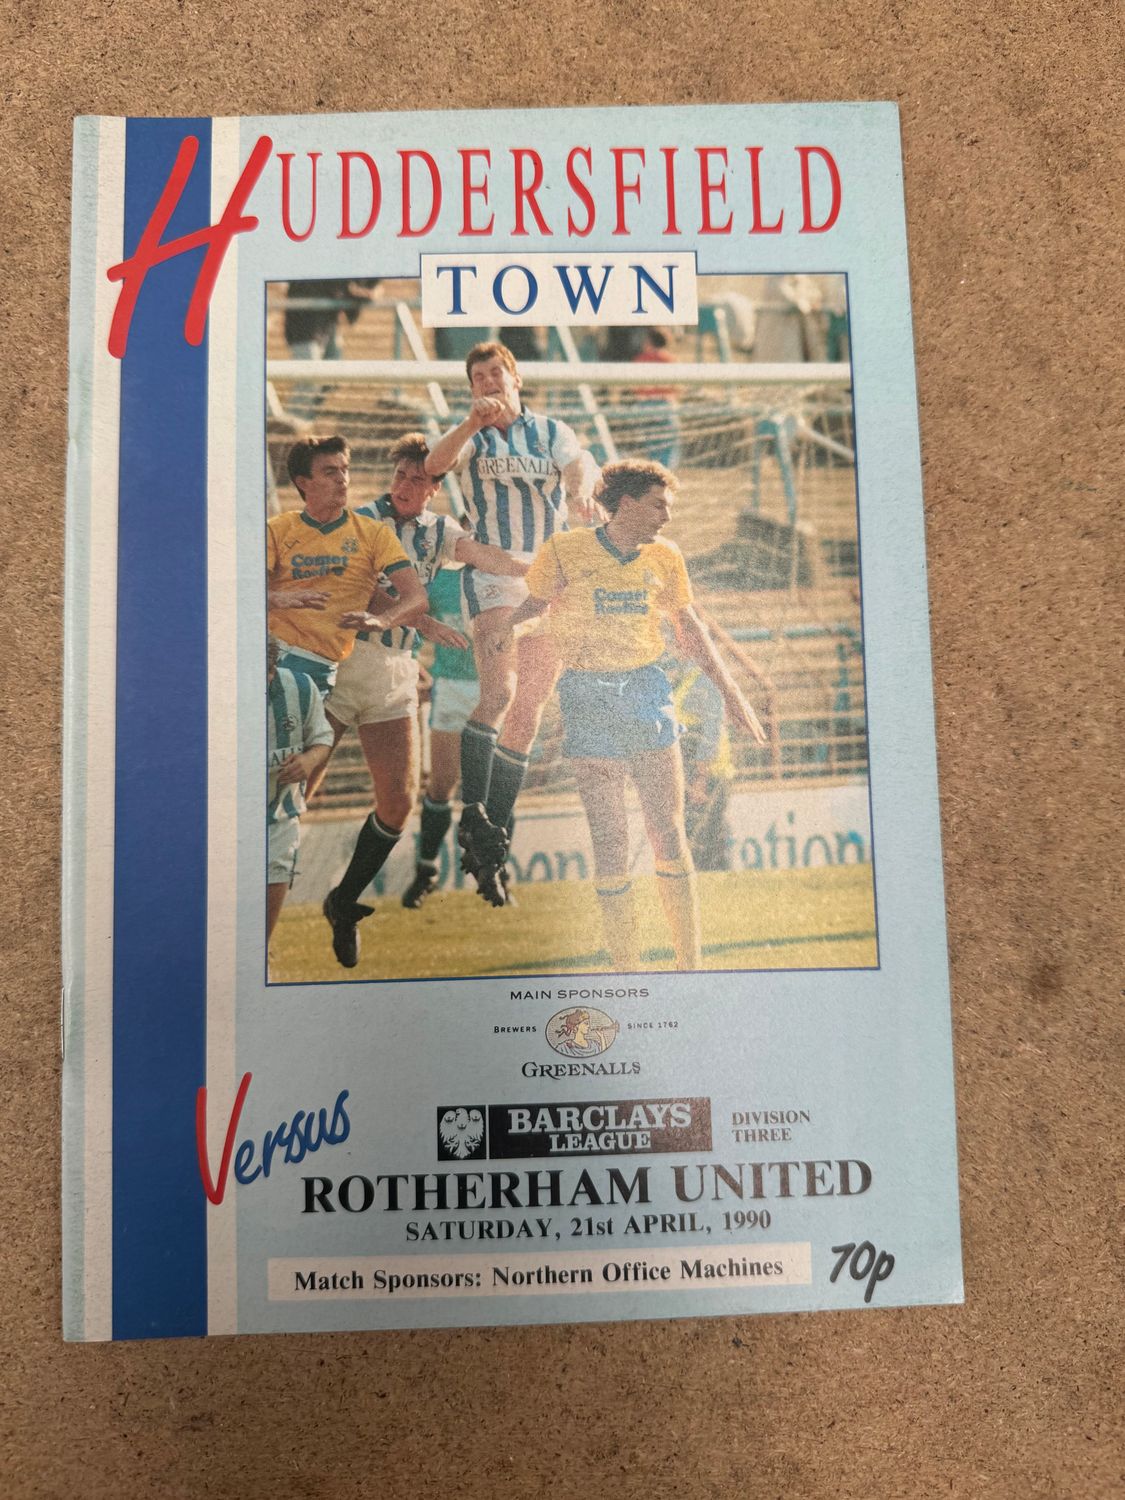 HUDDERSFIELD
TOWN
GREENALLS
Comet
Roofing
Comet
Roofing
MAIN SPONSORS
BREWERS SINCE 1762
GREENALLS
Versus
BARCLAYS
LEAGUE
DIVISION
THREE
ROTHERHAM UNITED
SATURDAY, 21st APRIL, 1990
Match Sponsors: Northern Office Machines
70p